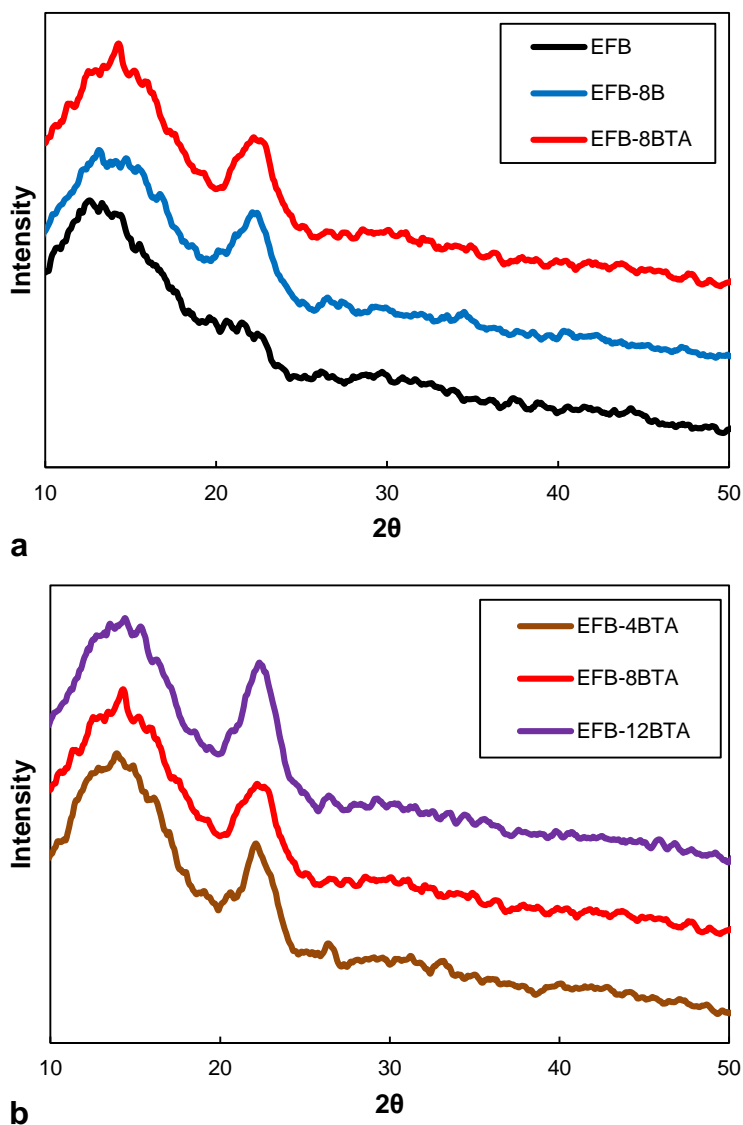 EFB
EFB-8B
EFB-8BTA
Intensity
10
20
30
40
50
2θ
a
EFB-4BTA
EFB-8BTA
EFB-12BTA
Intensity
10
20
30
40
50
2θ
b